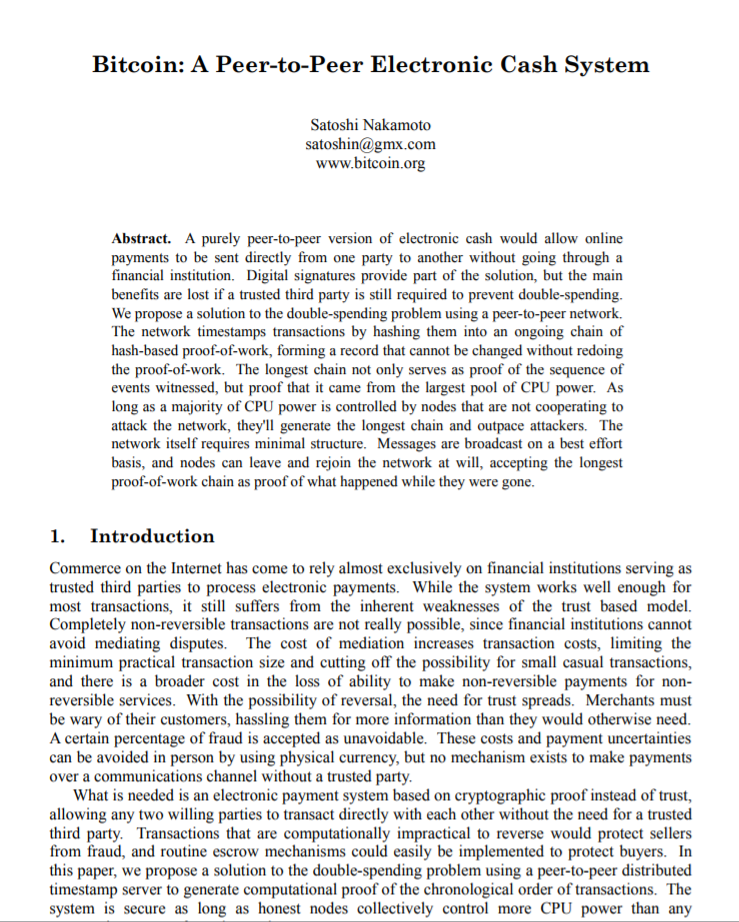 Bitcoin: A Peer-to-Peer Electronic Cash System
Satoshi Nakamoto
satoshin@gmx.com
www.bitcoin.org
Abstract. A purely peer-to-peer version of electronic cash would allow online
payments to be sent directly from one party to another without going through a
financial institution. Digital signatures provide part of the solution, but the main
benefits are lost if a trusted third party is still required to prevent double-spending.
We propose a solution to the double-spending problem using a peer-to-peer network.
The network timestamps transactions by hashing them into an ongoing chain of
hash-based proof-of-work, forming a record that cannot be changed without redoing
the proof-of-work. The longest chain not only serves as proof of the sequence of
events witnessed, but proof that it came from the largest pool of CPU power. As
long as a majority of CPU power is controlled by nodes that are not cooperating to
attack the network, they'll generate the longest chain and outpace attackers. The
network itself requires minimal structure. Messages are broadcast on a best effort
basis, and nodes can leave and rejoin the network at will, accepting the longest
proof-of-work chain as proof of what happened while they were gone.
1. Introduction
Commerce on the Internet has come to rely almost exclusively on financial institutions serving as
trusted third parties to process electronic payments. While the system works well enough for
most transactions, it still suffers from the inherent weaknesses of the trust based model.
Completely non-reversible transactions are not really possible, since financial institutions cannot
avoid mediating disputes. The cost of mediation increases transaction costs, limiting the
minimum practical transaction size and cutting off the possibility for small casual transactions,
and there is a broader cost in the loss of ability to make non-reversible payments for non-
reversible services. With the possibility of reversal, the need for trust spreads. Merchants must
be wary of their customers, hassling them for more information than they would otherwise need.
A certain percentage of fraud is accepted as unavoidable. These costs and payment uncertainties
can be avoided in person by using physical currency, but no mechanism exists to make payments
over a communications channel without a trusted party.
What is needed is an electronic payment system based on cryptographic proof instead of trust,
allowing any two willing parties to transact directly with each other without the need for a trusted
third party. Transactions that are computationally impractical to reverse would protect sellers
from fraud, and routine escrow mechanisms could easily be implemented to protect buyers. In
this paper, we propose a solution to the double-spending problem using a peer-to-peer distributed
timestamp server to generate computational proof of the chronological order of transactions. The
system is secure as long as honest nodes collectively control more CPU power than any